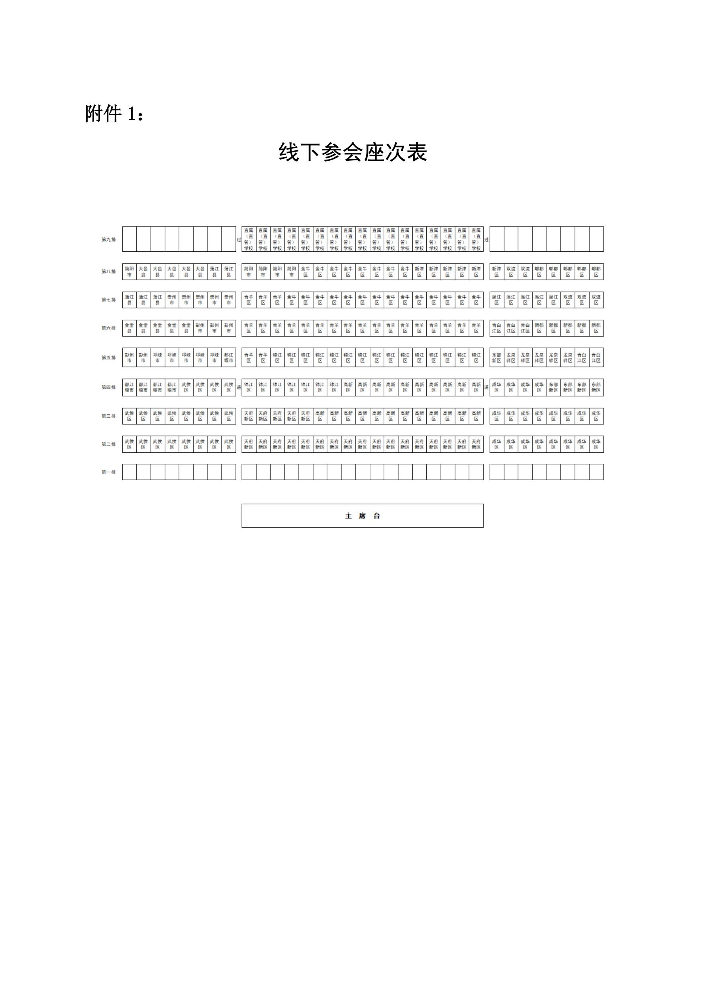 附件 1：
线下参会座次表
第九排 过 直属（直管）学校 直属（直管）学校 直属（直管）学校 直属（直管）学校 直属（直管）学校 直属（直管）学校 直属（直管）学校 直属（直管）学校 直属（直管）学校 直属（直管）学校 直属（直管）学校 直属（直管）学校 直属（直管）学校 直属（直管）学校 直属（直管）学校 直属（直管）学校 直属（直管）学校 过
第八排 简阳市 大邑县 大邑县 大邑县 大邑县 大邑县 蒲江县 蒲江县 简阳市 简阳市 简阳市 简阳市 金牛区 金牛区 金牛区 金牛区 金牛区 金牛区 金牛区 金牛区 新津区 新津区 新津区 新津区 新津区 新津区 双流区 双流区 郫都区 郫都区 郫都区 郫都区 郫都区
第七排 蒲江县 蒲江县 蒲江县 崇州市 崇州市 崇州市 崇州市 崇州市 青羊区 青羊区 青羊区 金牛区 金牛区 金牛区 金牛区 金牛区 金牛区 金牛区 金牛区 金牛区 金牛区 金牛区 金牛区 金牛区 金牛区 温江区 温江区 温江区 温江区 温江区 双流区 双流区 双流区
第六排 金堂县 金堂县 金堂县 金堂县 金堂县 彭州市 彭州市 彭州市 青羊区 青羊区 青羊区 青羊区 青羊区 青羊区 青羊区 青羊区 青羊区 青羊区 青羊区 青羊区 青羊区 青羊区 青羊区 青羊区 青羊区 青白江区 青白江区 青白江区 新都区 新都区 新都区 新都区 新都区
第五排 彭州市 彭州市 邛崃市 邛崃市 邛崃市 邛崃市 邛崃市 都江堰市 青羊区 青羊区 锦江区 锦江区 锦江区 锦江区 锦江区 锦江区 锦江区 锦江区 锦江区 锦江区 锦江区 锦江区 锦江区 锦江区 锦江区 东部新区 龙泉驿区 龙泉驿区 龙泉驿区 龙泉驿区 龙泉驿区 青白江区 青白江区
第四排 都江堰市 都江堰市 都江堰市 都江堰市 武侯区 武侯区 武侯区 武侯区 道 锦江区 锦江区 锦江区 锦江区 锦江区 锦江区 锦江区 高新区 高新区 高新区 高新区 高新区 高新区 高新区 高新区 高新区 高新区 道 成华区 成华区 成华区 成华区 东部新区 东部新区 东部新区 东部新区
第三排 武侯区 武侯区 武侯区 武侯区 武侯区 武侯区 武侯区 武侯区 天府新区 天府新区 天府新区 天府新区 天府新区 高新区 高新区 高新区 高新区 高新区 高新区 高新区 高新区 高新区 高新区 高新区 高新区 成华区 成华区 成华区 成华区 成华区 成华区 成华区 成华区
第二排 武侯区 武侯区 武侯区 武侯区 武侯区 武侯区 武侯区 武侯区 天府新区 天府新区 天府新区 天府新区 天府新区 天府新区 天府新区 天府新区 天府新区 天府新区 天府新区 天府新区 天府新区 天府新区 天府新区 天府新区 天府新区 成华区 成华区 成华区 成华区 成华区 成华区 成华区 成华区
第一排
主 席 台